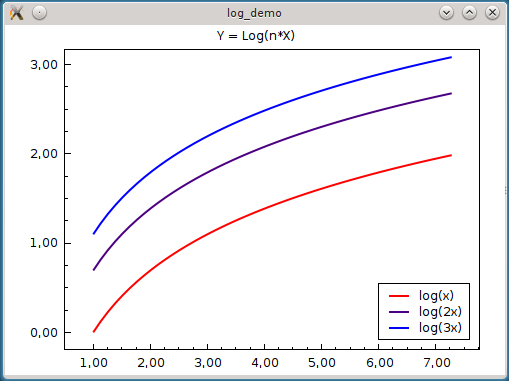 log_demo
Y = Log(n*X)
3,00
2,00
1,00
0,00
log(x)
log(2x)
log(3x)
1,00 2,00 3,00 4,00 5,00 6,00 7,00